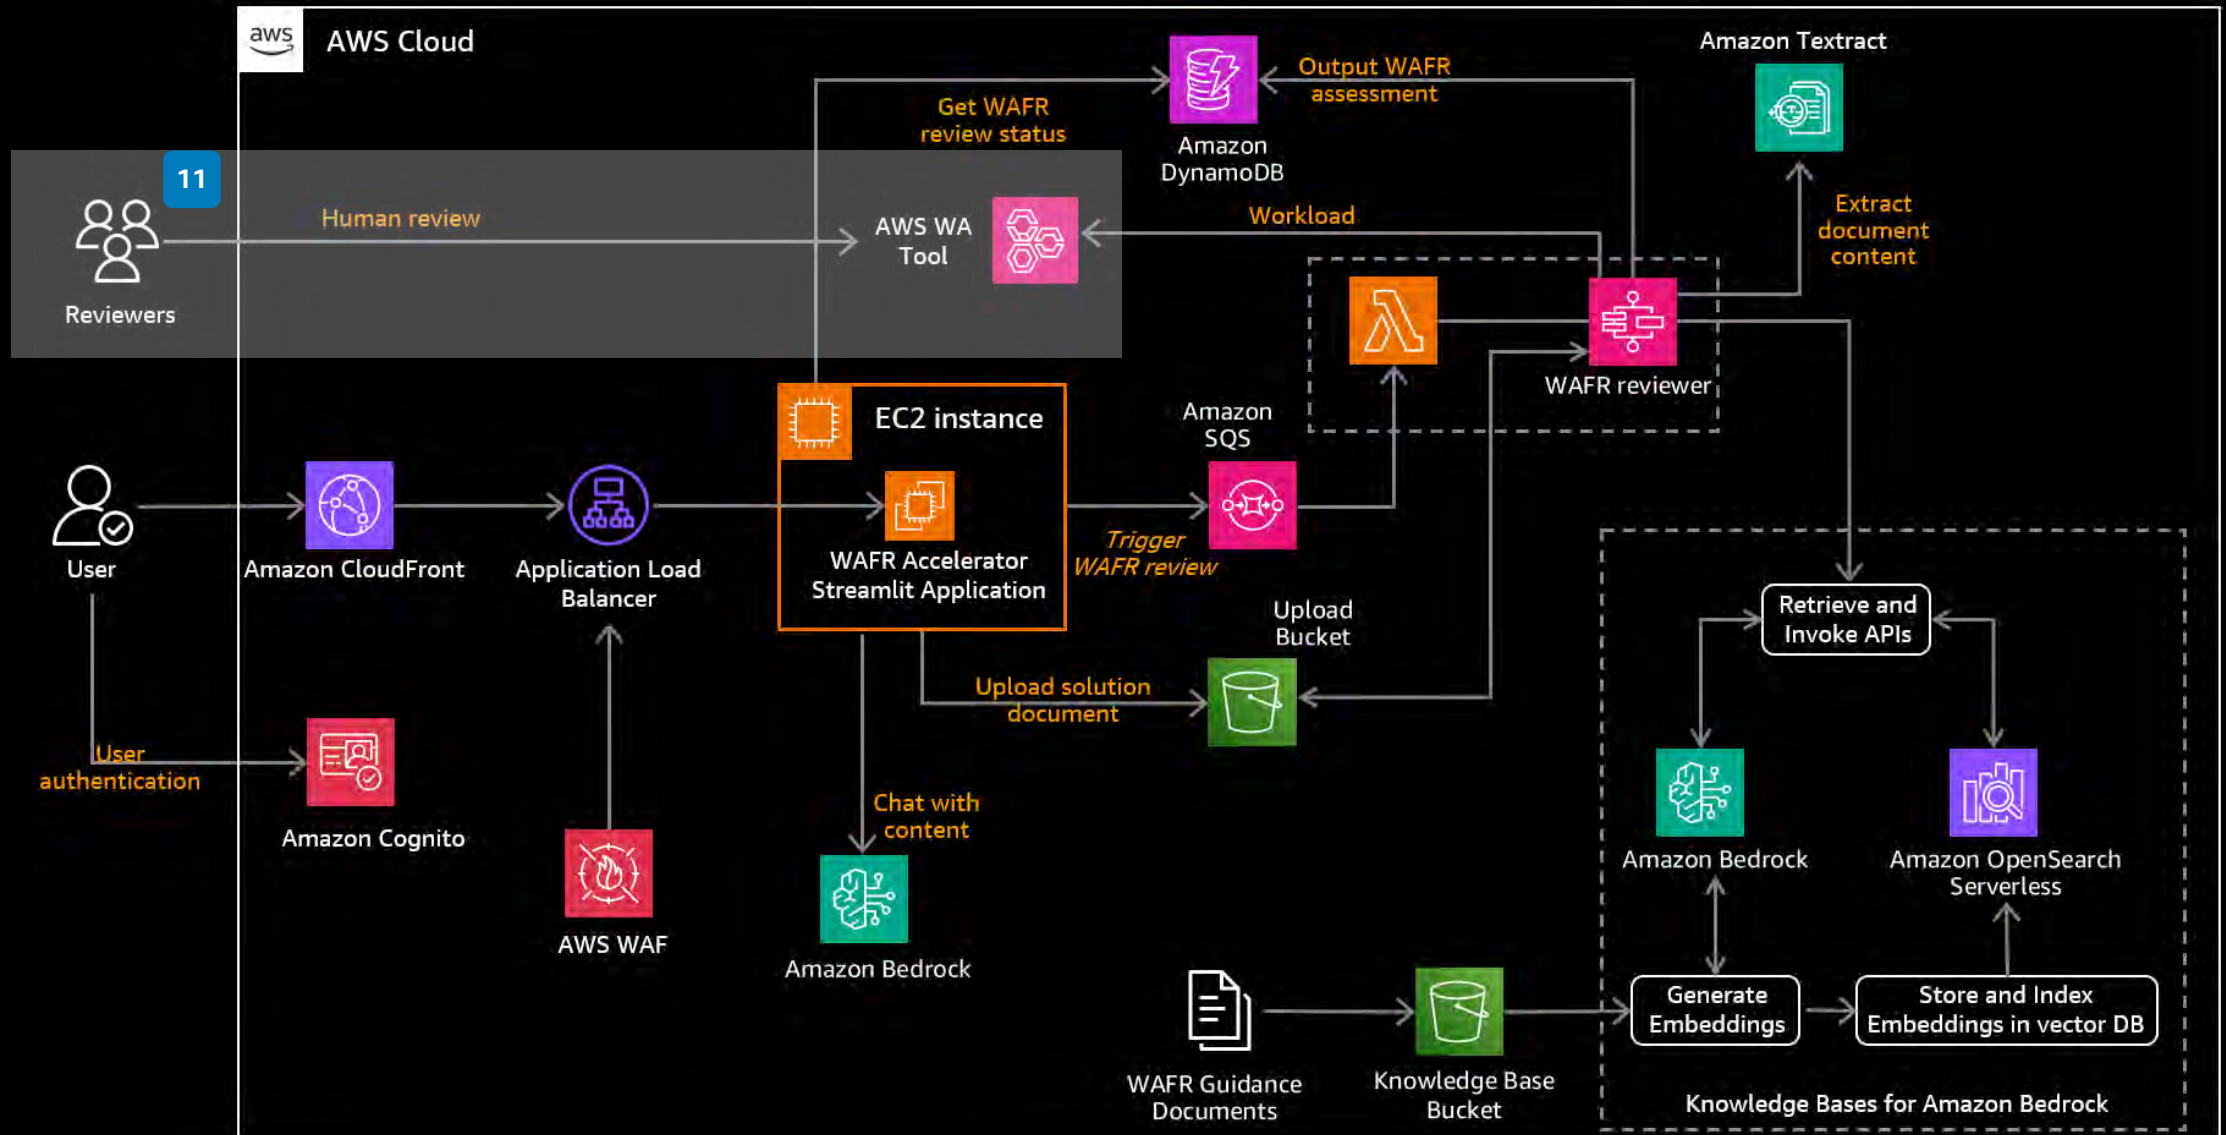 aws
AWS Cloud
Amazon Textract
Output WAFR
assessment
Get WAFR
review status
Amazon
DynamoDB
11
Human review
AWS WA
Tool
Workload
Extract
document
content
Reviewers
WAFR reviewer
EC2 instance
Amazon
SQS
User
Amazon CloudFront
Application Load
Balancer
WAFR Accelerator
Streamlit Application
Trigger
WAFR review
Upload
Bucket
Retrieve and
Invoke APIs
Upload solution
document
User
authentication
Amazon Cognito
Chat with
content
AWS WAF
Amazon Bedrock
Amazon Bedrock
Amazon OpenSearch
Serverless
Generate
Embeddings
Store and Index
Embeddings in vector DB
WAFR Guidance
Documents
Knowledge Base
Bucket
Knowledge Bases for Amazon Bedrock